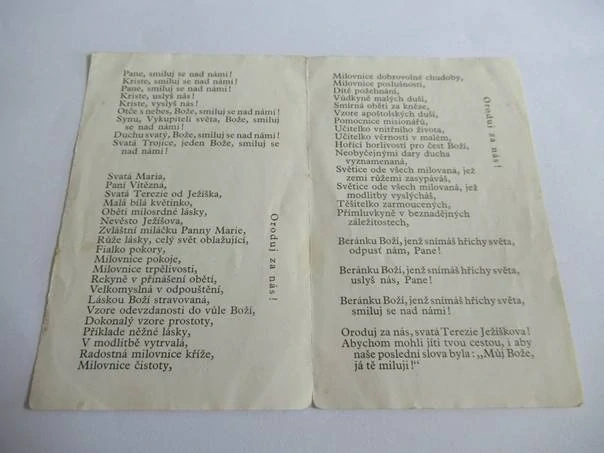 Pane, smiluj se nad námi!
Kriste, smiluj se nad námi!
Pane, smiluj se nad námi!
Kriste, uslyš nás!
Kriste, vyslyš nás!
Otče s nebes, Bože, smiluj se nad námi!
Synu, Vykupiteli světa, Bože, smiluj
se nad námi!
Duchu svatý, Bože, smiluj se nad námi!
Svatá Trojice, jeden Bože, smiluj se
nad námi!
Svatá Maria,
Paní Vítězná,
Svatá Terezie od Ježíška,
Malá bílá květinko,
Oběti milosrdné lásky,
Nevěsto Ježíšova,
Zvláštní miláčku Panny Marie,
Růže lásky, celý svět oblažující,
Fialko pokory,
Milovnice pokoje,
Milovnice trpělivosti,
Rekyně v přinášení obětí,
Velkomyslná v odpouštění,
Láskou Boží stravovaná,
Vzore odevzdanosti do vůle Boží,
Dokonalý vzore prostoty,
Příklade něžné lásky,
V modlitbě vytrvalá,
Radostná milovnice kříže,
Milovnice čistoty,
Oroduj za nás!
Milovnice dobrovolné chudoby,
Milovnice poslušnosti,
Dítě požehnání,
Vůdkyně malých duší,
Smírná oběti za kněze,
Vzore apoštolských duší,
Pomocnice misionářů,
Učitelko vnitřního života,
Učitelko věrnosti v malém,
Hořící horlivostí pro čest Boží,
Neobyčejnými dary ducha
vyznamenaná,
Světice ode všech milovaná, jež
zemi růžemi zasypáváš,
Světice ode všech milovaná, jež
modlitby vyslýcháš,
Těšitelko zarmoucených,
Přímluvkyně v beznadějných
záležitostech,
Oroduj za nás!
Beránku Boží, jenž snímáš hříchy světa,
odpusť nám, Pane!
Beránku Boží, jenž snímáš hříchy světa,
uslyš nás, Pane!
Beránku Boží, jenž snímáš hříchy světa,
smiluj se nad námi!
Oroduj za nás, svatá Terezie Ježíškova!
Abychom mohli jíti tvou cestou, i aby
naše poslední slova byla: „Můj Bože,
já tě miluji!"